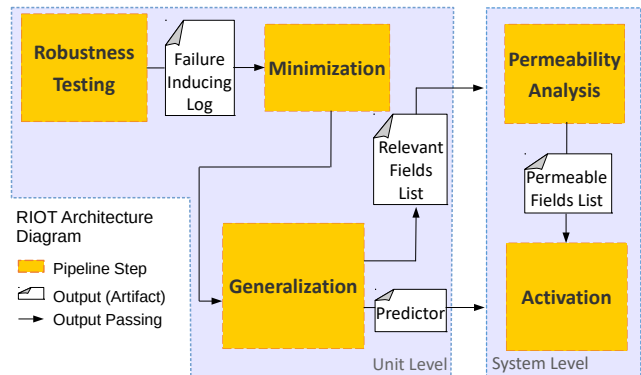 Robustness
Testing
Failure
Inducing
Log
Minimization
Relevant
Fields
List
Permeability
Analysis
Permeable
Fields List
RIOT Architecture
Diagram
Pipeline Step
Output (Artifact)
Output Passing
Generalization
Predictor
Activation
Unit Level
System Level